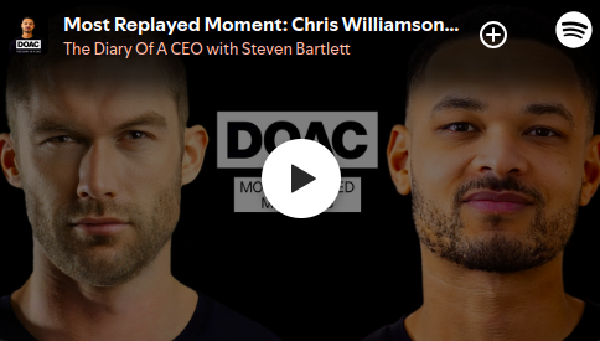 Most Replayed Moment: Chris Williamson...
The Diary Of A CEO with Steven Bartlett
DOAC
DOAC